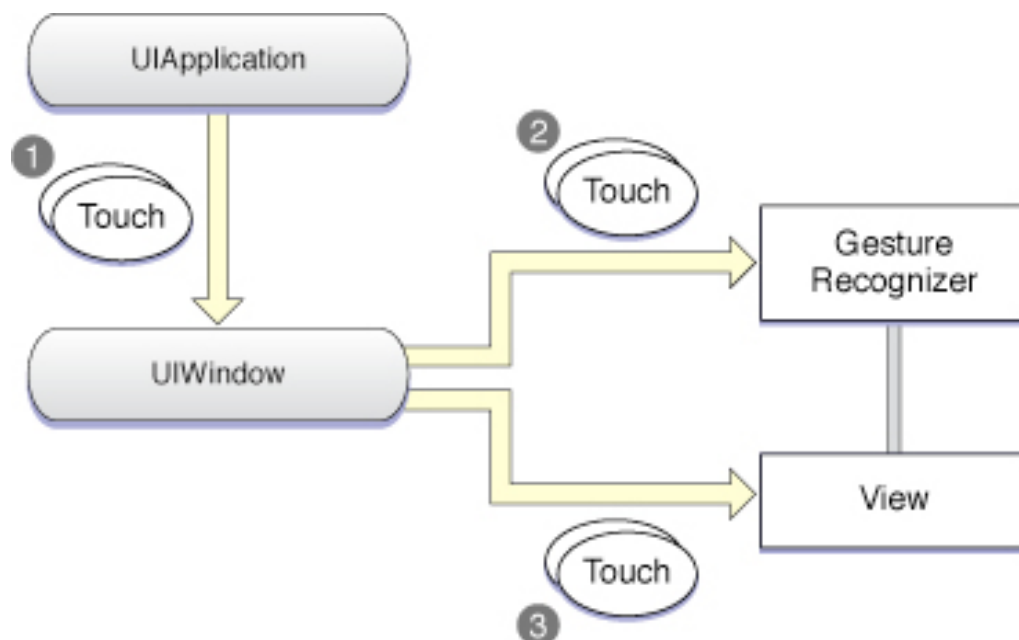 UIApplication
1
Touch
UIWindow
2
Touch
Gesture
Recognizer
View
Touch
3